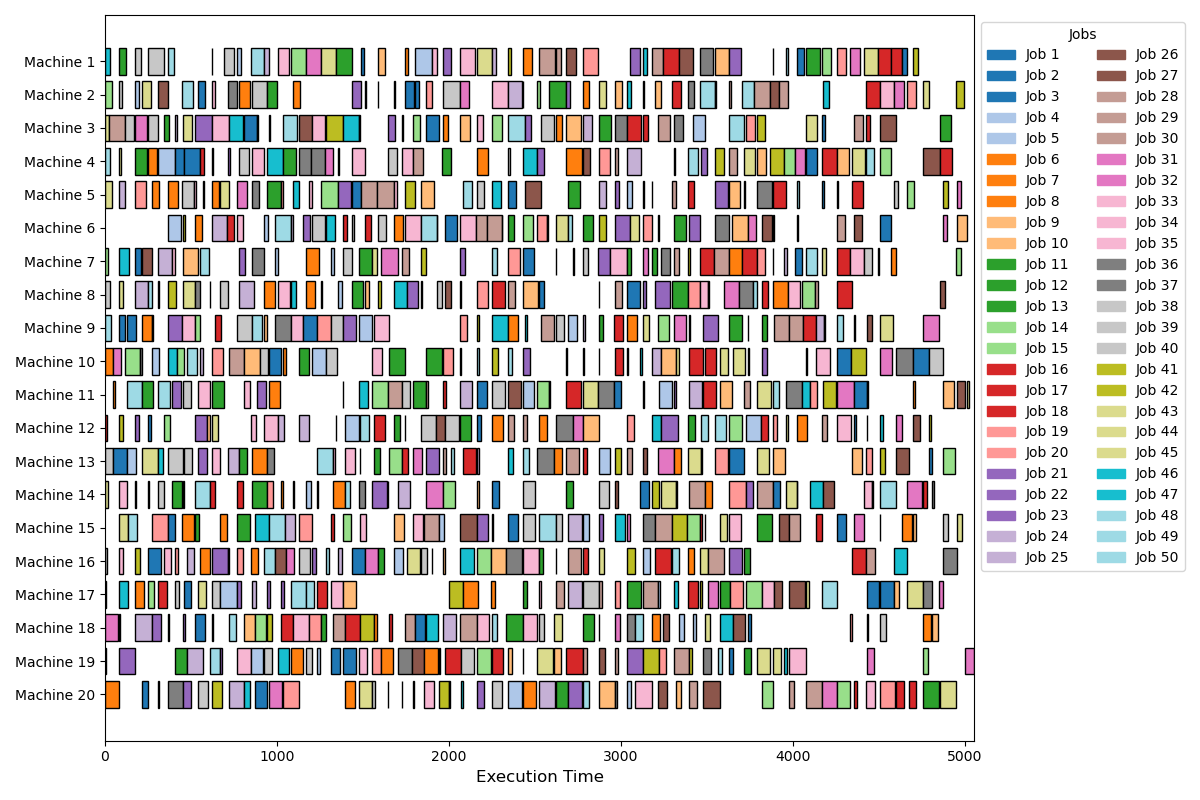 Machine 1
Machine 2
Machine 3
Machine 4
Machine 5
Machine 6
Machine 7
Machine 8
Machine 9
Machine 10
Machine 11
Machine 12
Machine 13
Machine 14
Machine 15
Machine 16
Machine 17
Machine 18
Machine 19
Machine 20
0 1000 2000 3000 4000 5000
Execution Time
Jobs
Job 1 Job 26
Job 2 Job 27
Job 3 Job 28
Job 4 Job 29
Job 5 Job 30
Job 6 Job 31
Job 7 Job 32
Job 8 Job 33
Job 9 Job 34
Job 10 Job 35
Job 11 Job 36
Job 12 Job 37
Job 13 Job 38
Job 14 Job 39
Job 15 Job 40
Job 16 Job 41
Job 17 Job 42
Job 18 Job 43
Job 19 Job 44
Job 20 Job 45
Job 21 Job 46
Job 22 Job 47
Job 23 Job 48
Job 24 Job 49
Job 25 Job 50